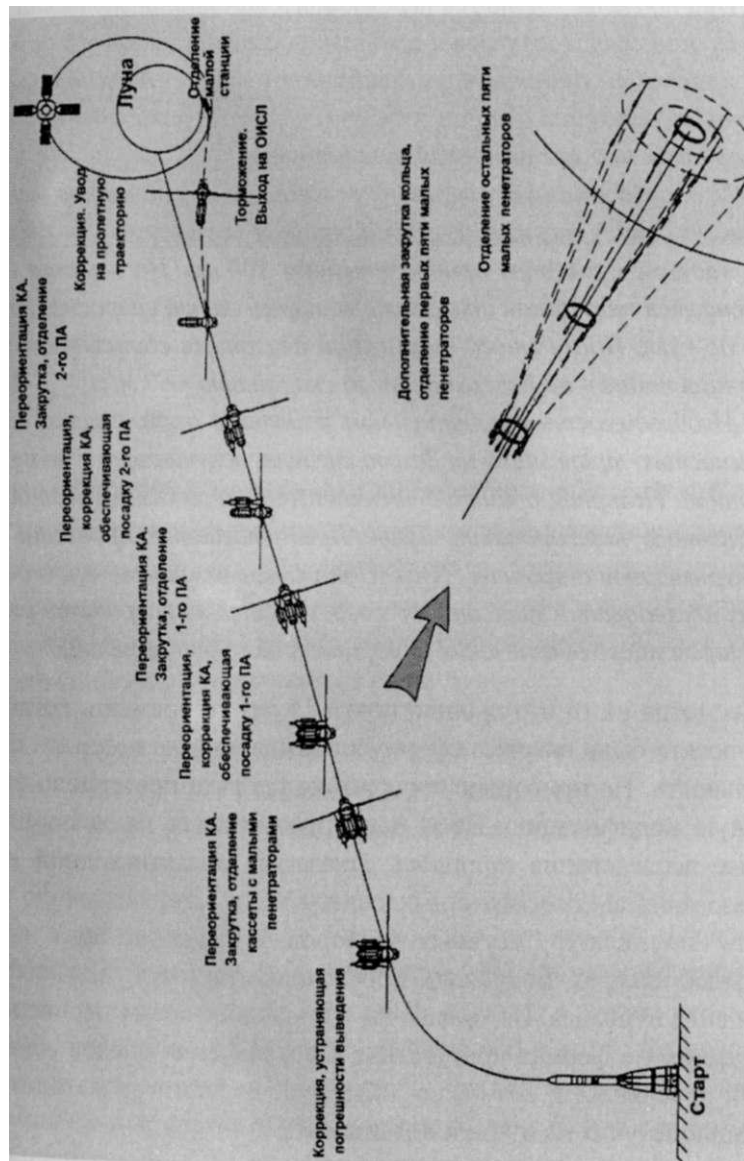 Старт
Коррекция, устраняющая
погрешности выведения
Переориентация КА.
Закрутка, отделение
кассеты с малыми
пенетраторами
Переориентация,
коррекция КА,
обеспечивающая
посадку 1-го ПА
Переориентация КА.
Закрутка, отделение
1-го ПА
Переориентация,
коррекция КА,
обеспечивающая
посадку 2-го ПА
Переориентация КА.
Закрутка, отделение
2-го ПА
Коррекция. Увод
на пролетную
траекторию
Луна
Отделение
малой
станции
Торможение.
Выход на ОИСЛ
Дополнительная закрутка и
отделение первых пяти малых
пенетраторов
Отделение остальных пяти
малых пенетраторов